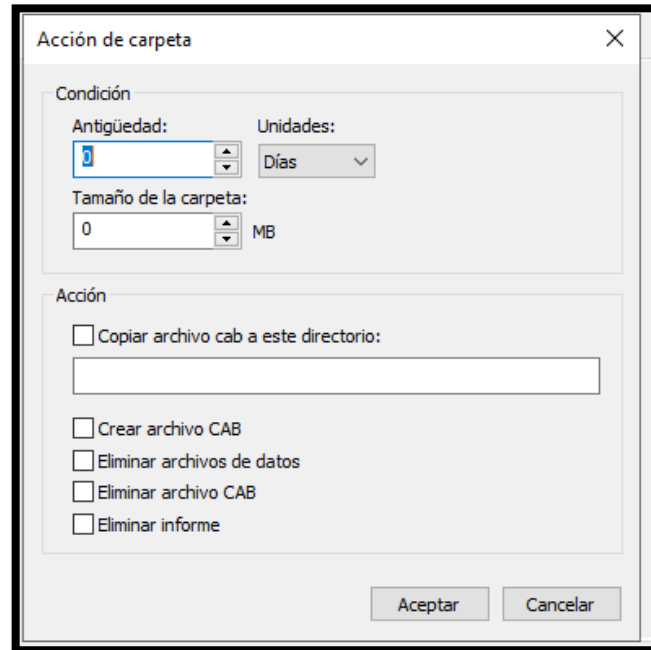 Acción de carpeta
Condición
Antigüedad: Unidades:
0 Días
Tamaño de la carpeta:
0 MB
Acción
Copiar archivo cab a este directorio:
Crear archivo CAB
Eliminar archivos de datos
Eliminar archivo CAB
Eliminar informe
Aceptar Cancelar